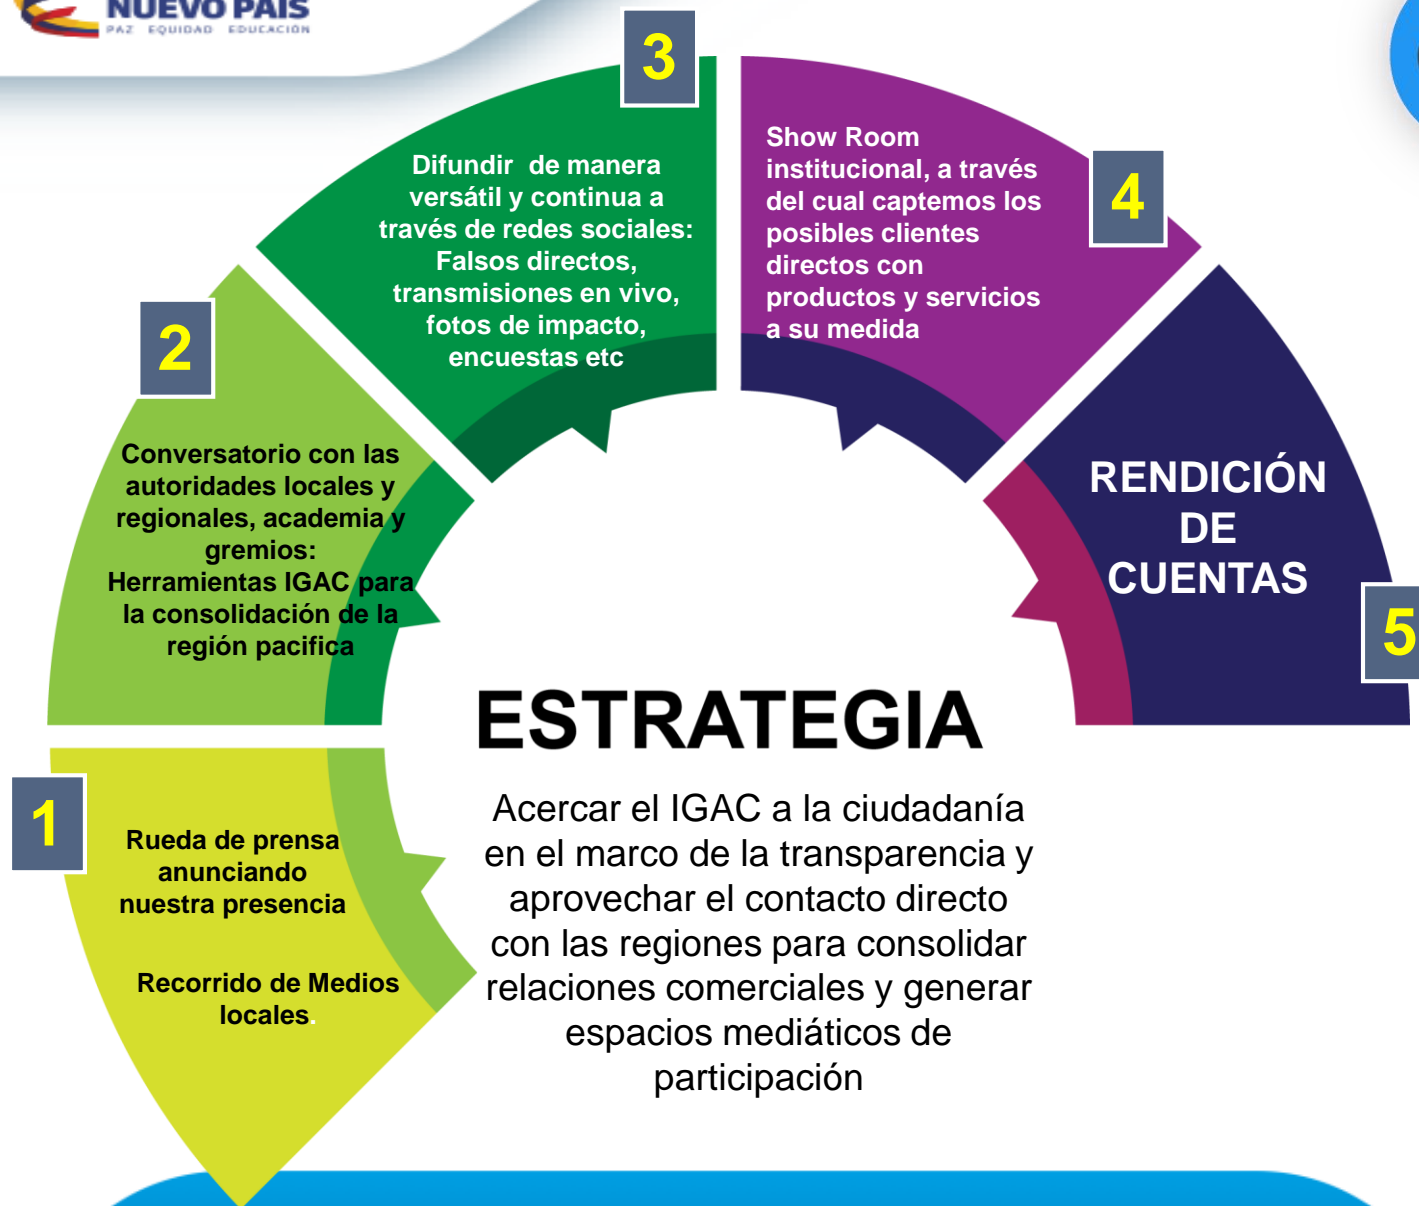 NUEVO PAÍS
PAZ EQUIDAD EDUCACIÓN
1
Rueda de prensa
anunciando
nuestra presencia
Recorrido de Medios
locales.
2
Conversatorio con las
autoridades locales y
regionales, academia y
gremios:
Herramientas IGAC para
la consolidación de la
región pacifica
3
Difundir de manera
versátil y continua a
través de redes sociales:
Falsos directos,
transmisiones en vivo,
fotos de impacto,
encuestas etc
4
Show Room
institucional, a través
del cual captemos los
posibles clientes
directos con
productos y servicios
a su medida
RENDICIÓN
DE
CUENTAS
5
ESTRATEGIA
Acercar el IGAC a la ciudadanía
en el marco de la transparencia y
aprovechar el contacto directo
con las regiones para consolidar
relaciones comerciales y generar
espacios mediáticos de
participación